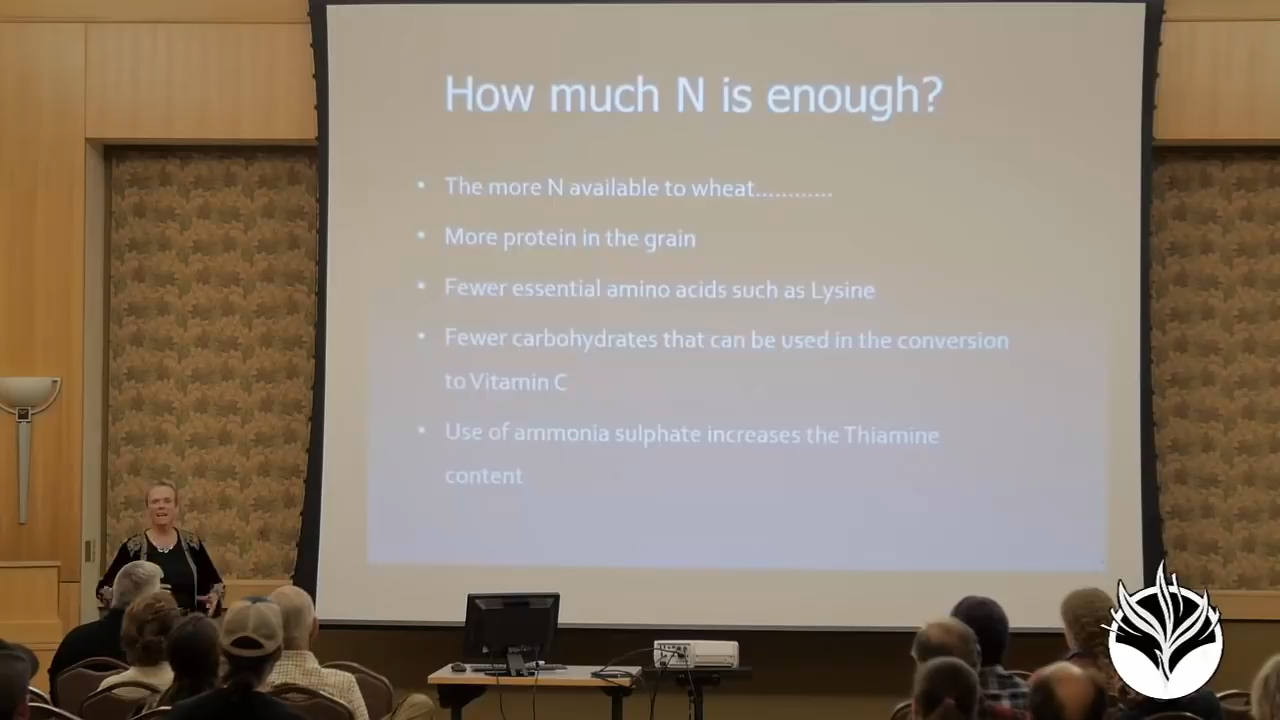 How much N is enough?
• The more N available to wheat............
• More protein in the grain
• Fewer essential amino acids such as Lysine
• Fewer carbohydrates that can be used in the conversion
to Vitamin C
• Use of ammonia sulphate increases the Thiamine
content